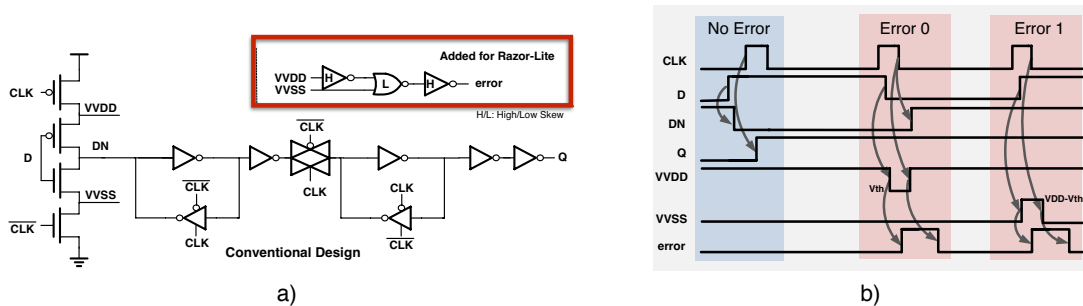 Added for Razor-Lite
VVDD
VVSS
H
L
H
error
H/L: High/Low Skew
CLK
VVDD
D
DN
VVSS
CLK
CLK
CLK
Q
CLK
CLK
CLK
CLK
Conventional Design
a)
No Error
Error 0
Error 1
CLK
D
DN
Q
VVDD
Vth
VVSS
VDD-Vth
error
b)